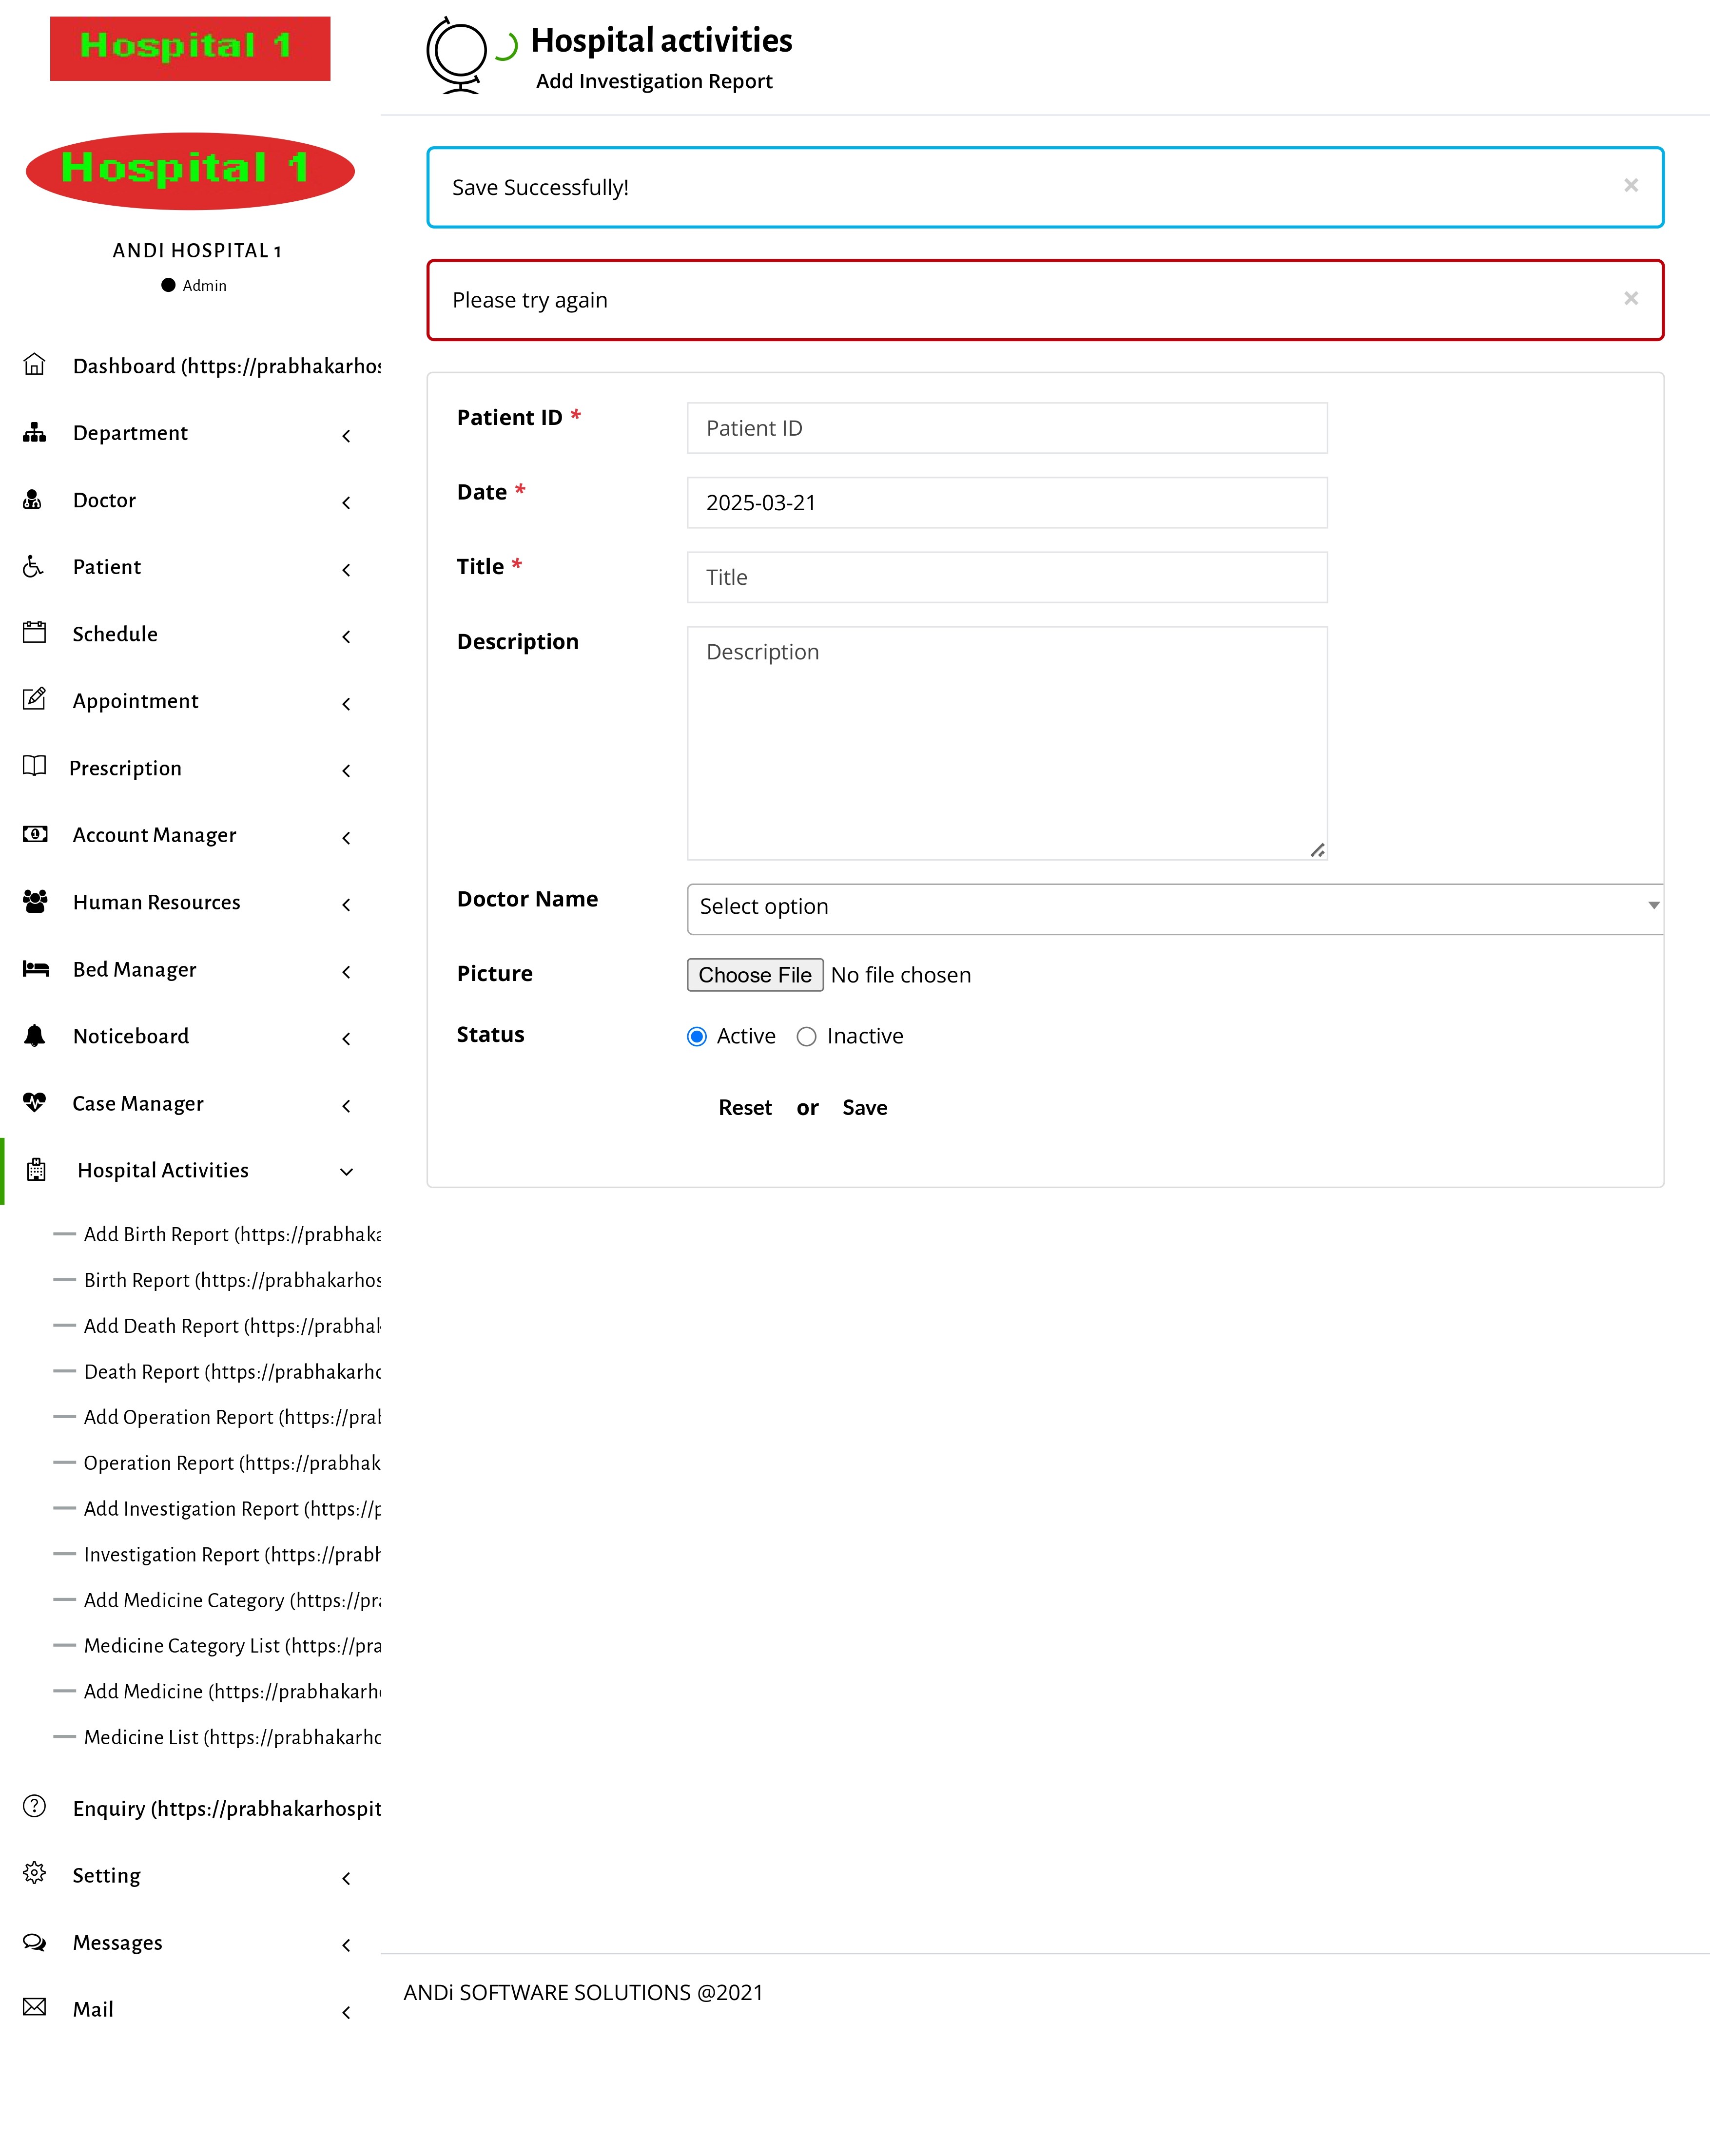 Hospital 1
Hospital 1
ANDI HOSPITAL 1
Admin
Dashboard (https://prabhakarhos
Department
Doctor
Patient
Schedule
Appointment
Prescription
Account Manager
Human Resources
Bed Manager
Noticeboard
Case Manager
Hospital Activities
Add Birth Report (https://prabhaka
Birth Report (https://prabhakarhos
Add Death Report (https://prabhak
Death Report (https://prabhakarho
Add Operation Report (https://prab
Operation Report (https://prabhak
Add Investigation Report (https://p
Investigation Report (https://prabh
Add Medicine Category (https://pra
Medicine Category List (https://pra
Add Medicine (https://prabhakarho
Medicine List (https://prabhakarho
Enquiry (https://prabhakarhospit
Setting
Messages
Mail
Hospital activities
Add Investigation Report
Save Successfully! ×
Please try again ×
Patient ID * Patient ID
Date * 2025-03-21
Title * Title
Description Description
Doctor Name Select option
Picture Choose File No file chosen
Status Active Inactive
Reset or Save
ANDi SOFTWARE SOLUTIONS @2021